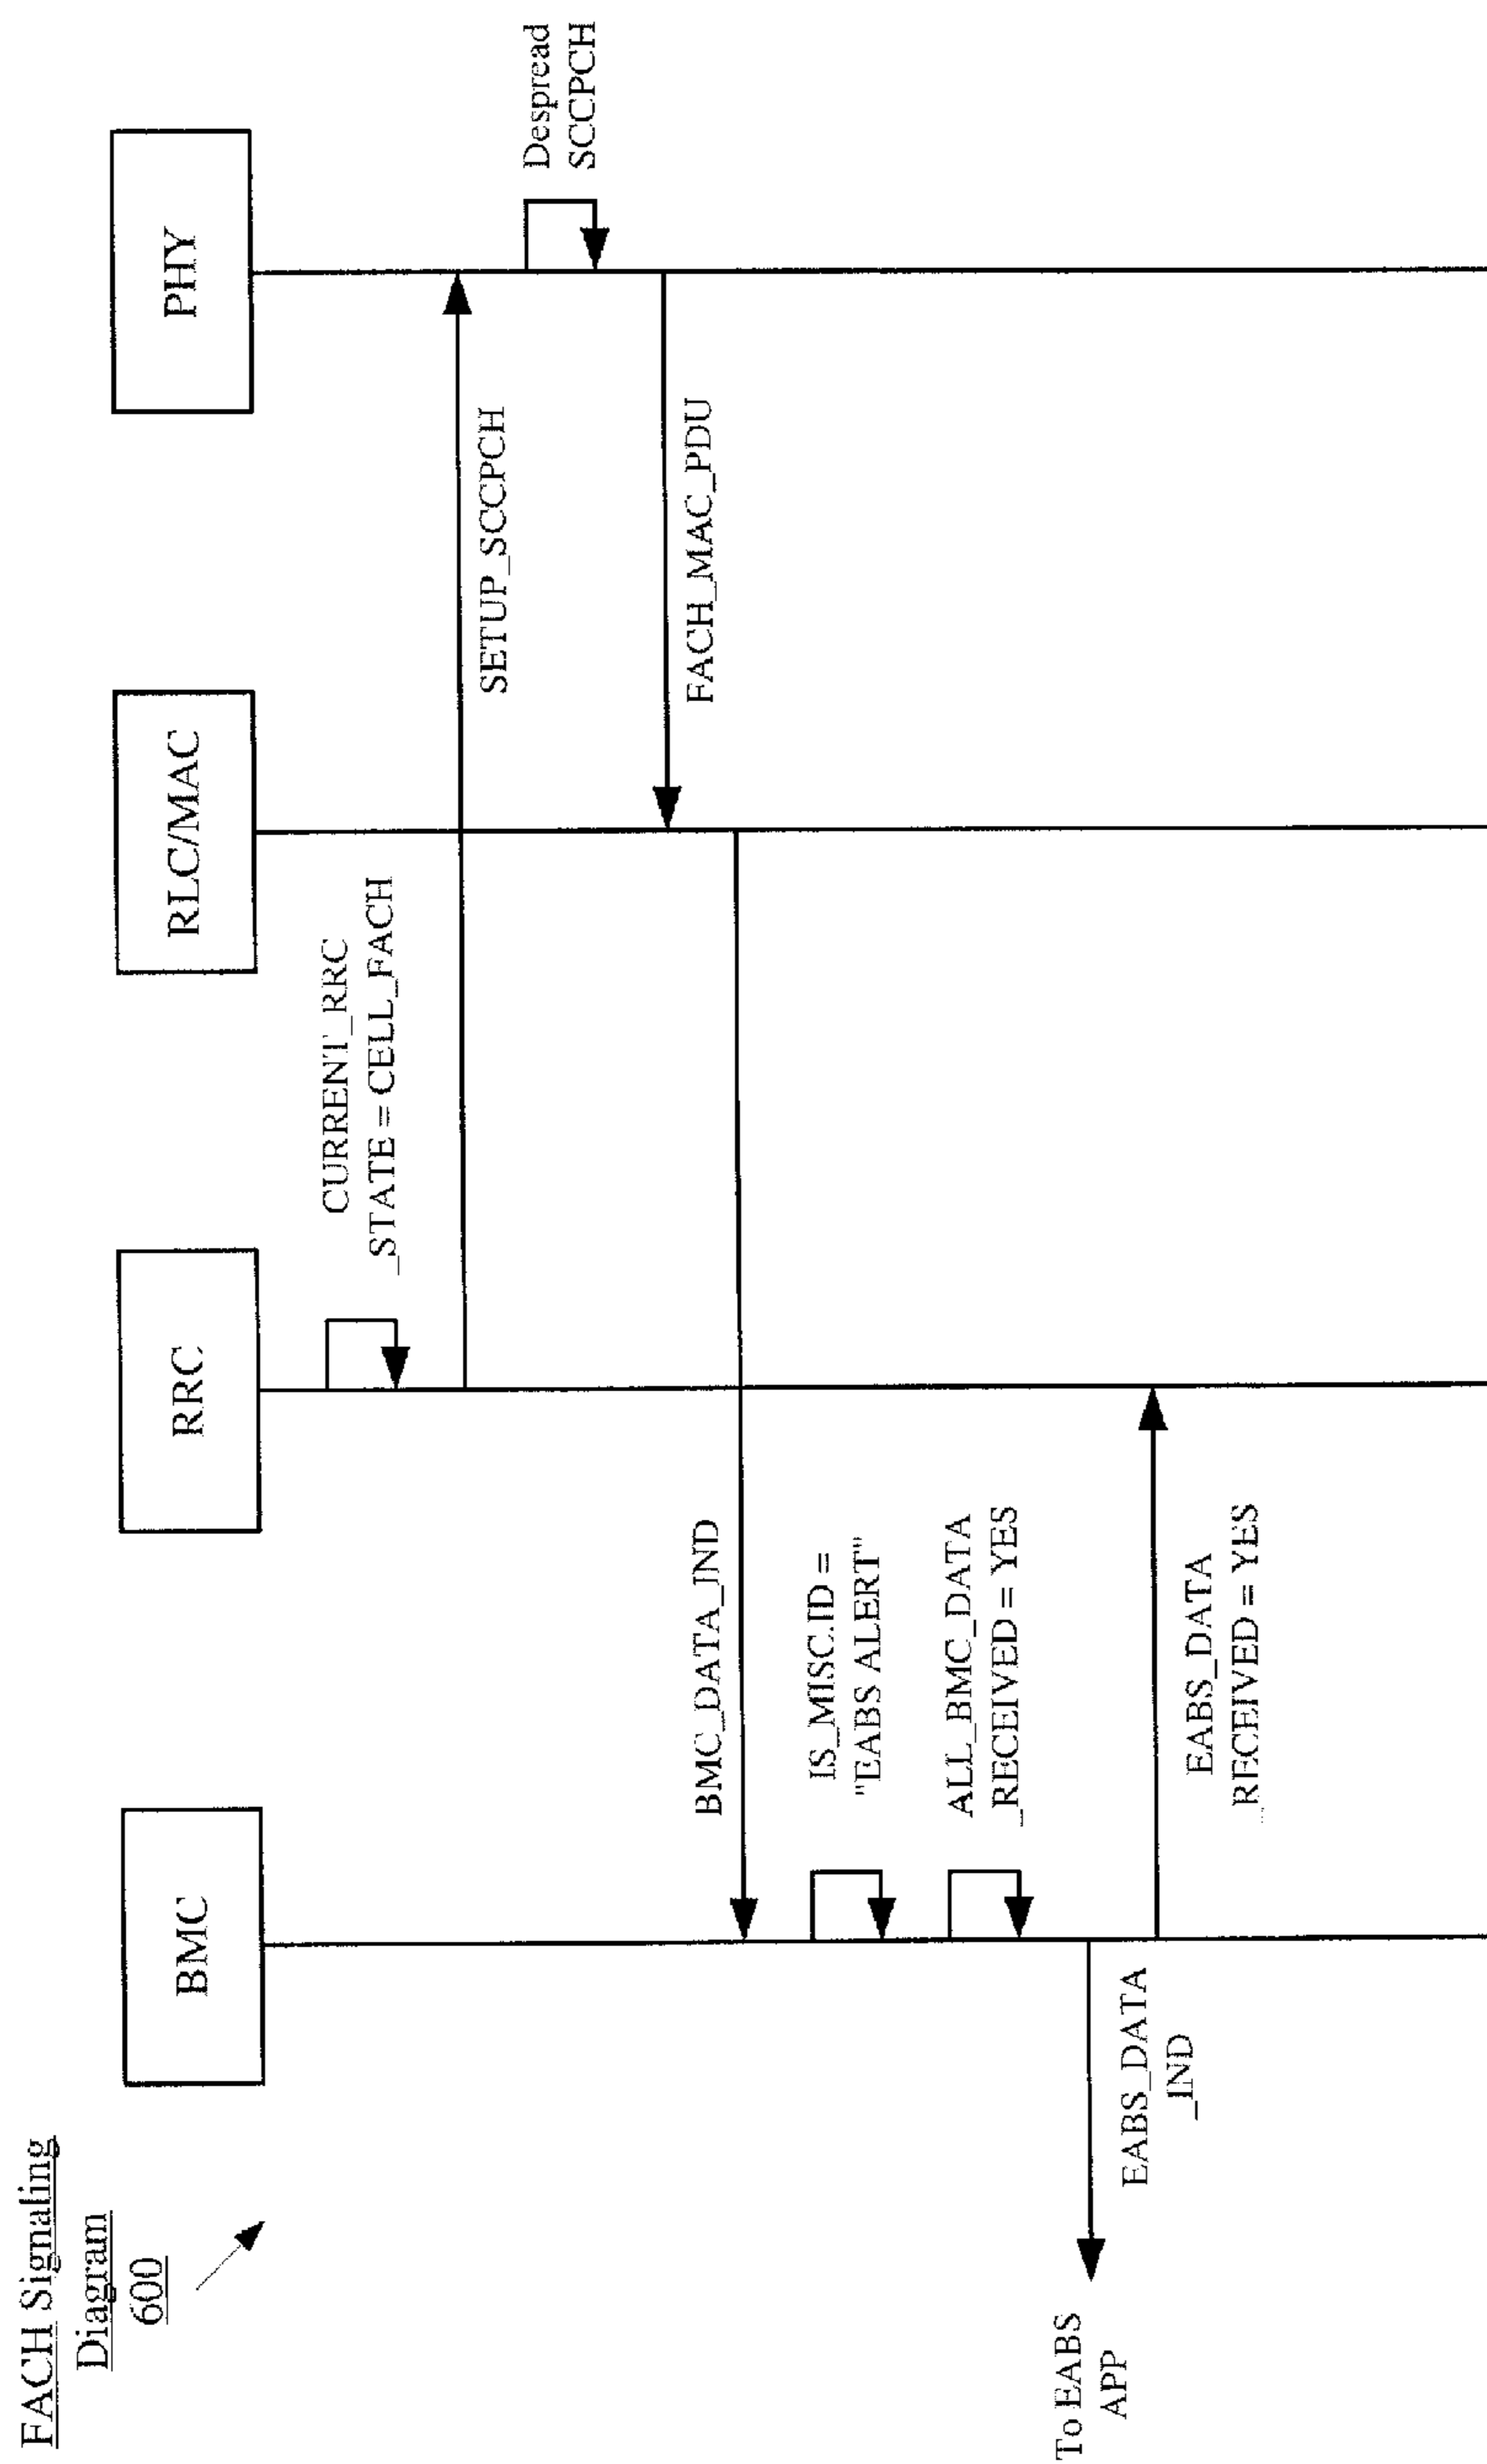 FACH Signaling
Diagram
600
BMC
RRC
RLC/MAC
PHY
CURRENT_RRC
_STATE = CELL_FACH
SETUP_SCCPCH
Despread
SCCPCH
FACH_MAC_PDU
BMC_DATA_IND
IS_MISC.ID =
"EABS ALERT"
ALL_BMC_DATA
_RECEIVED = YES
To EABS
APP
EABS_DATA
_IND
EABS_DATA
_RECEIVED = YES